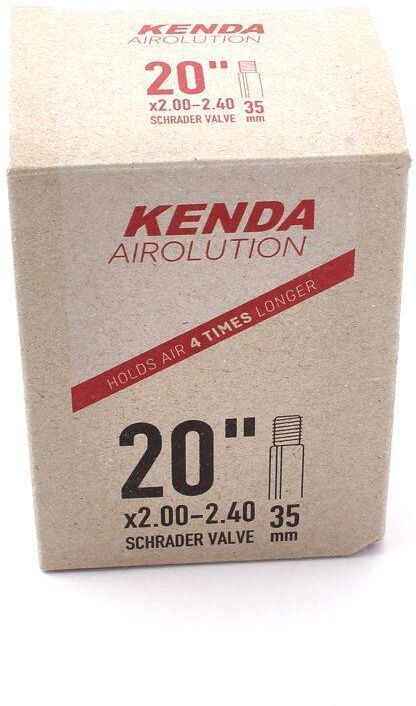 KENDA
AIROLUTION
20"
x2.00-2.40 35
SCHRADER VALVE mm
KENDA
AIROLUTION
HOLDS AIR 4 TIMES LONGER
20"
x2.00-2.40 35
SCHRADER VALVE mm